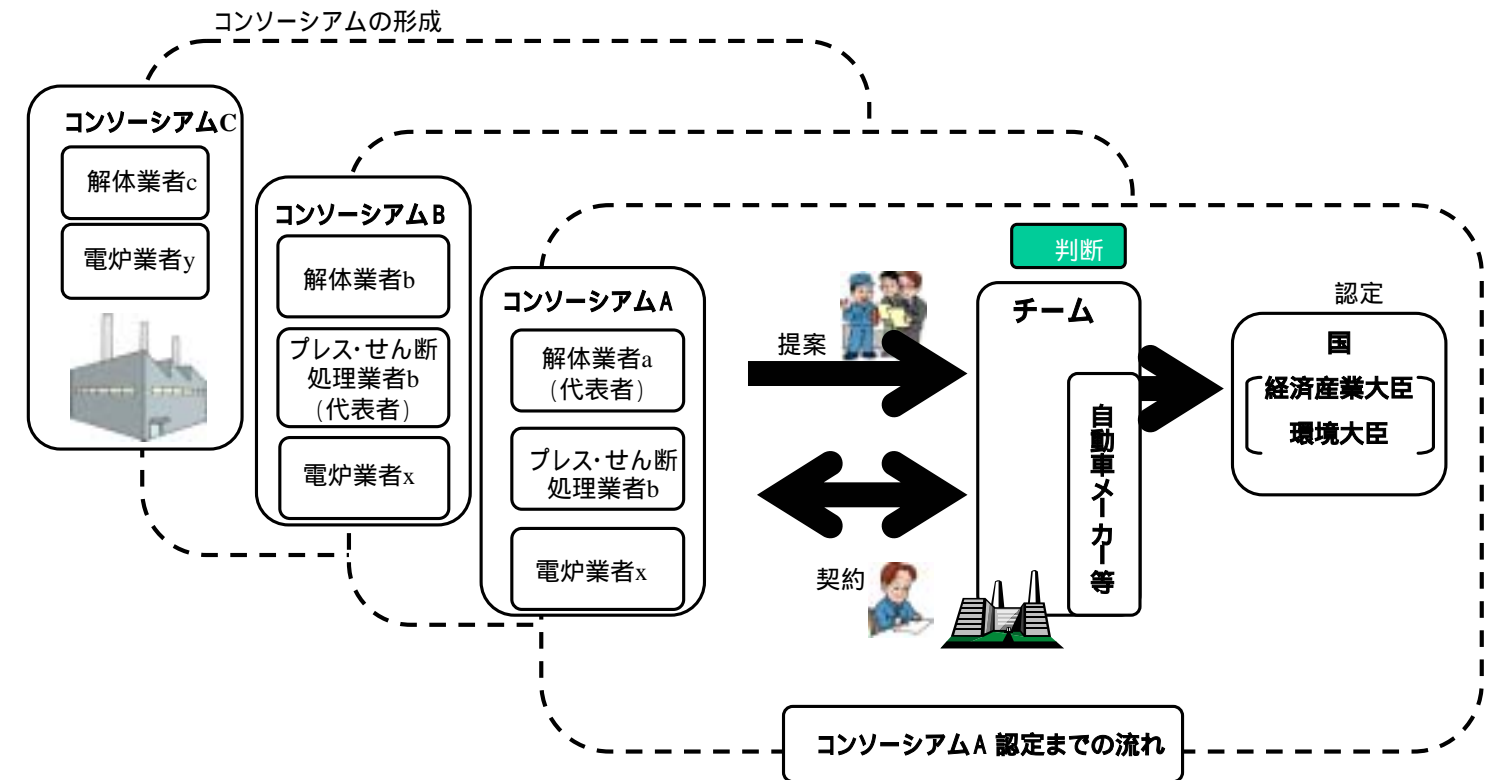 コンソーシアムの形成
コンソーシアムC
解体業者c
電炉業者y
コンソーシアムB
解体業者b
プレス・せん断
処理業者b
(代表者)
電炉業者x
コンソーシアムA
解体業者a
(代表者)
プレス・せん断
処理業者b
電炉業者x
提案
契約
判断
チーム
自動車メーカー等
認定
国
経済産業大臣
環境大臣
コンソーシアムA 認定までの流れ